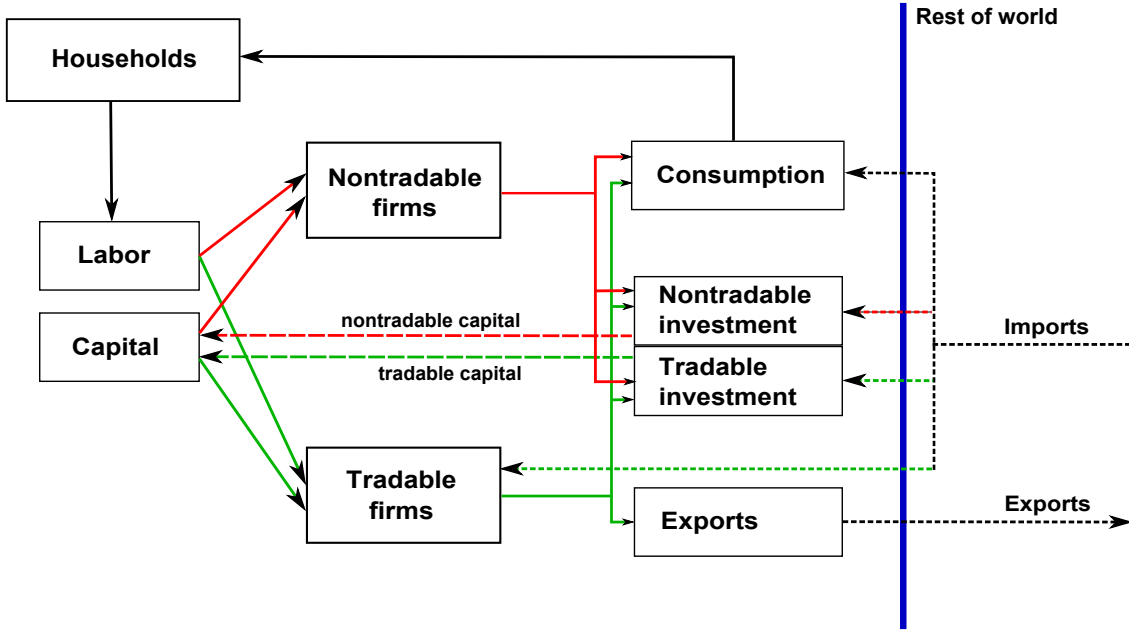 Rest of world
Households
Nontradable
firms
Consumption
Labor
Capital
nontradable capital
tradable capital
Nontradable
investment
Tradable
investment
Imports
Tradable
firms
Exports
Exports